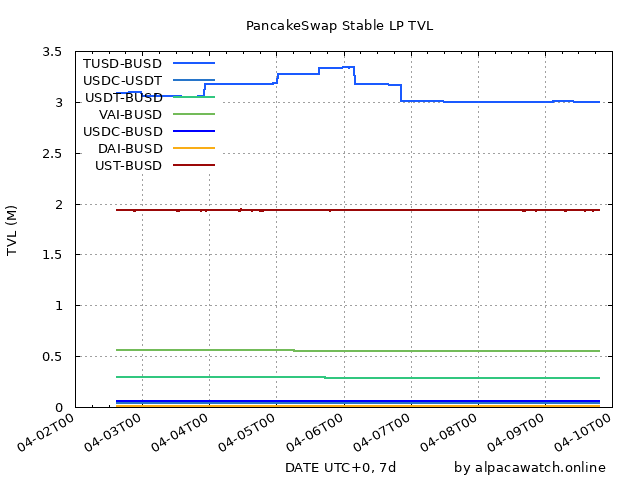 PancakeSwap Stable LP TVL
3.5
3
2.5
2
1.5
1
0.5
0
TVL (M)
TUSD-BUSD
USDC-USDT
USDT-BUSD
VAI-BUSD
USDC-BUSD
DAI-BUSD
UST-BUSD
04-02T00
04-03T00
04-04T00
04-05T00
04-06T00
04-07T00
04-08T00
04-09T00
04-10T00
DATE UTC+0, 7d
by alpacawatch.online